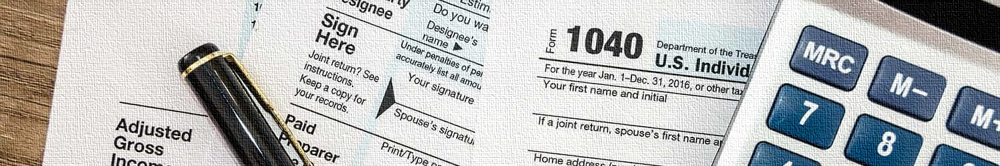 Estim
Designee
Do you wa
Designee's
name ▶
Sign
Here
Joint return? See
instructions.
Keep a copy for
your records.
Under penalties of per
accurately list all amou
Your signature
Spouse's signatu
Paid
Preparer
Print/Type
Adjusted
Gross
Income
Form
1040
Department of the Treas
U.S. Individ
For the year Jan. 1–Dec. 31, 2016, or other tax
Your first name and initial
If a joint return, spouse's first name a
Home address
MRC
M−
M+
7
8